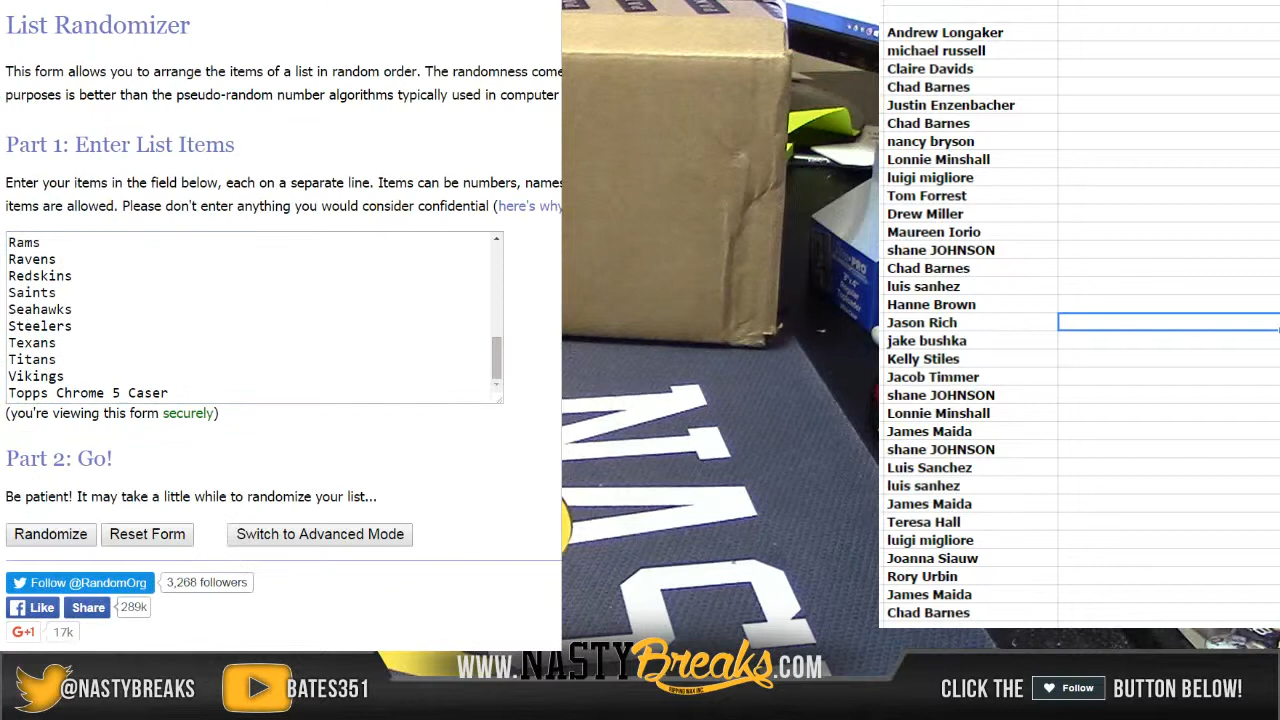 List Randomizer
This form allows you to arrange the items of a list in random order. The randomness come
purposes is better than the pseudo-random number algorithms typically used in computer
Part 1: Enter List Items
Enter your items in the field below, each on a separate line. Items can be numbers, names
items are allowed. Please don't enter anything you would consider confidential (here's why
Rams
Ravens
Redskins
Saints
Seahawks
Steelers
Texans
Titans
Vikings
Topps Chrome 5 Caser
(you're viewing this form securely)
Part 2: Go!
Be patient! It may take a little while to randomize your list...
Randomize Reset Form Switch to Advanced Mode
Follow @RandomOrg 3,268 followers
Like Share 289k
G+1 17k
Andrew Longaker
michael russell
Claire Davids
Chad Barnes
Justin Enzenbacher
Chad Barnes
nancy bryson
Lonnie Minshall
luigi migliore
Tom Forrest
Drew Miller
Maureen Iorio
shane JOHNSON
Chad Barnes
luis sanhez
Hanne Brown
Jason Rich
jake bushka
Kelly Stiles
Jacob Timmer
shane JOHNSON
Lonnie Minshall
James Maida
shane JOHNSON
Luis Sanchez
luis sanhez
James Maida
Teresa Hall
luigi migliore
Joanna Siauw
Rory Urbin
James Maida
Chad Barnes
@NASTYBREAKS
BATES351
WWW.NASTYBreaks.COM
RIPPING WAX INC.
CLICK THE Follow BUTTON BELOW!